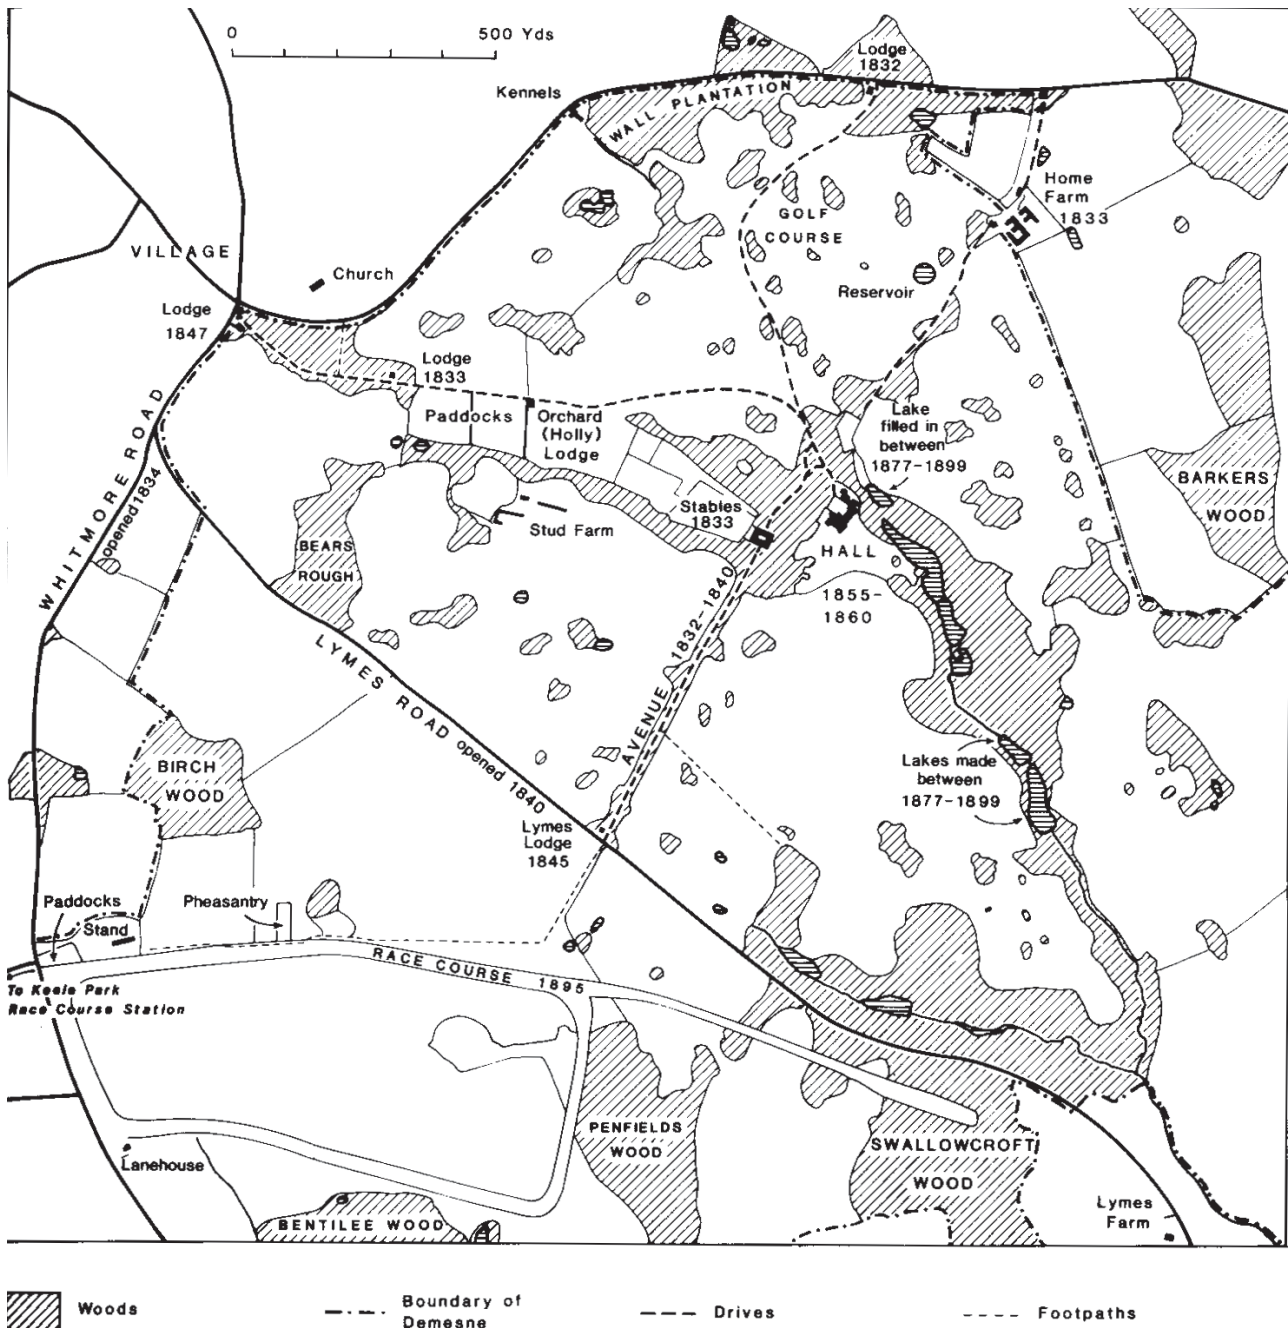 0 500 Yds
Lodge
1832
Kennels
WALL PLANTATION
Home
Farm
1833
GOLF
COURSE
VILLAGE
Church
Reservoir
Lodge
1847
Lodge
1833
Paddocks
Orchard
(Holly)
Lodge
Lake
filled in
between
1877-1899
WHITMORE ROAD
opened 1834
BARKERS
WOOD
Stables
1833
Stud Farm
HALL
BEARS
ROUGH
1855-
1860
AVENUE 1832-1840
LYMES ROAD opened 1840
BIRCH
WOOD
Lakes made
between
1877-1899
Lymes
Lodge
1845
Paddocks
Pheasantry
Stand
RACE COURSE 1895
To Keele Park
Race Course Station
PENFIELDS
WOOD
SWALLOWCROFT
WOOD
Lanehouse
Lymes
Farm
BENTILEE WOOD
Woods
Boundary of
Demesne
Drives
Footpaths